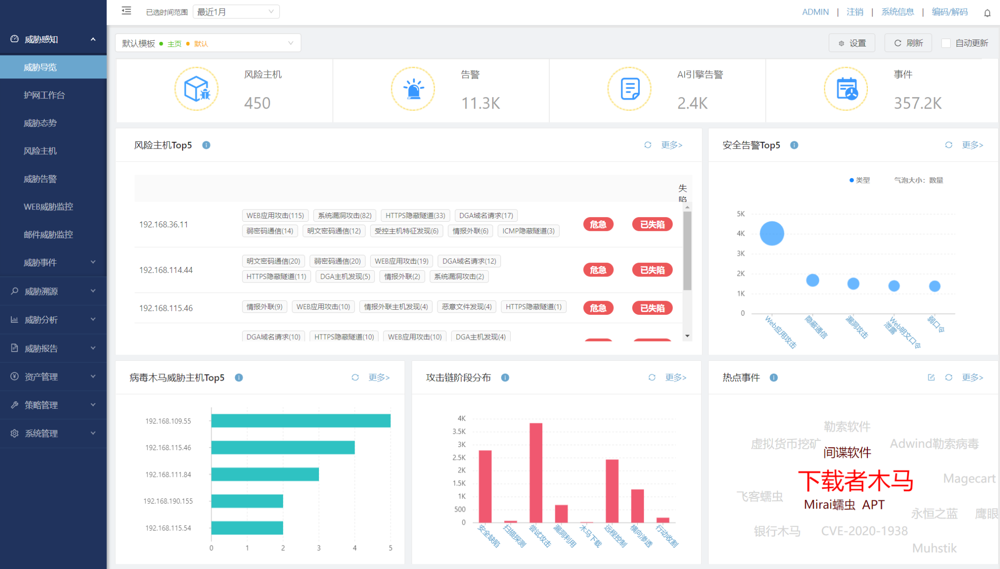 已选时间范围 最近1月
ADMIN | 注销 | 系统信息 | 编码/解码
威胁感知
威胁导览
护网工作台
威胁态势
风险主机
威胁告警
WEB威胁监控
邮件威胁监控
威胁事件
威胁溯源
威胁分析
威胁报告
资产管理
策略管理
系统管理
默认模板 主页 默认
设置 刷新 自动更新
风险主机
450
告警
11.3K
AI引擎告警
2.4K
事件
357.2K
风险主机Top5 更多>
失
陷
192.168.36.11
WEB应用攻击(115) 系统漏洞攻击(82) HTTPS隐蔽隧道(33) DGA域名请求(17)
弱密码通信(14) 明文密码通信(12) 受控主机特征发现(6) 情报外联(6) ICMP隐蔽隧道(3)
危急 已失陷
192.168.114.44
明文密码通信(20) 弱密码通信(20) WEB应用攻击(19) DGA域名请求(12)
HTTPS隐蔽隧道(11) DGA主机发现(5) 情报外联(2) 系统漏洞攻击(2)
危急 已失陷
192.168.115.46
情报外联(9) WEB应用攻击(10) 情报外联主机发现(4) 恶意文件发现(4) HTTPS隐蔽隧道(1)
危急 已失陷
DGA域名请求(10) HTTPS隐蔽隧道(10) WEB应用攻击(10) DGA主机发现(4)
安全告警Top5 更多>
类型 气泡大小：数量
5K
4K
3K
2K
1K
0
Web应用攻击
隐蔽通信
漏洞攻击
Web明文口令
泄露
弱口令
病毒木马威胁主机Top5 更多>
192.168.109.55
192.168.115.46
192.168.111.84
192.168.190.155
192.168.115.54
0 1 2 3 4 5
攻击链阶段分布 更多>
4K
3.5K
3K
2.5K
2K
1.5K
1K
500
0
安全缺陷
扫描探测
尝试攻击
漏洞利用
木马下载
远程控制
横向渗透
行动收割
热点事件 更多>
勒索软件
虚拟货币挖矿
间谍软件
Adwind勒索病毒
下载者木马
Magecart
飞客蠕虫
Mirai蠕虫 APT
永恒之蓝
鹰眼
银行木马
CVE-2020-1938
Muhstik